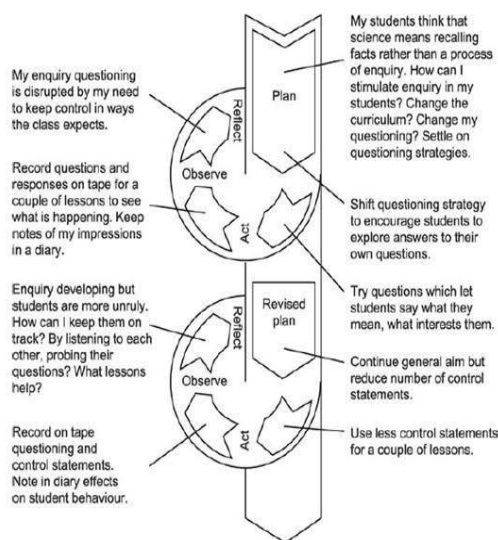 My students think that
science means recalling
facts rather than a process
of enquiry. How can I
stimulate enquiry in my
students? Change the
curriculum? Change my
questioning? Settle on
questioning strategies.
Plan
Reflect
My enquiry questioning
is disrupted by my need
to keep control in ways
the class expects.
Observe
Record questions and
responses on tape for a
couple of lessons to see
what is happening. Keep
notes of my impressions
in a diary.
Act
Shift questioning strategy
to encourage students to
explore answers to their
own questions.
Try questions which let
students say what they
mean, what interests them.
Enquiry developing but
students are more unruly.
How can I keep them on
track? By listening to each
other, probing their
questions? What lessons
help?
Reflect
Revised
plan
Continue general aim but
reduce number of control
statements.
Observe
Record on tape
questioning and
control statements.
Note in diary effects
on student behaviour.
Act
Use less control statements
for a couple of lessons.